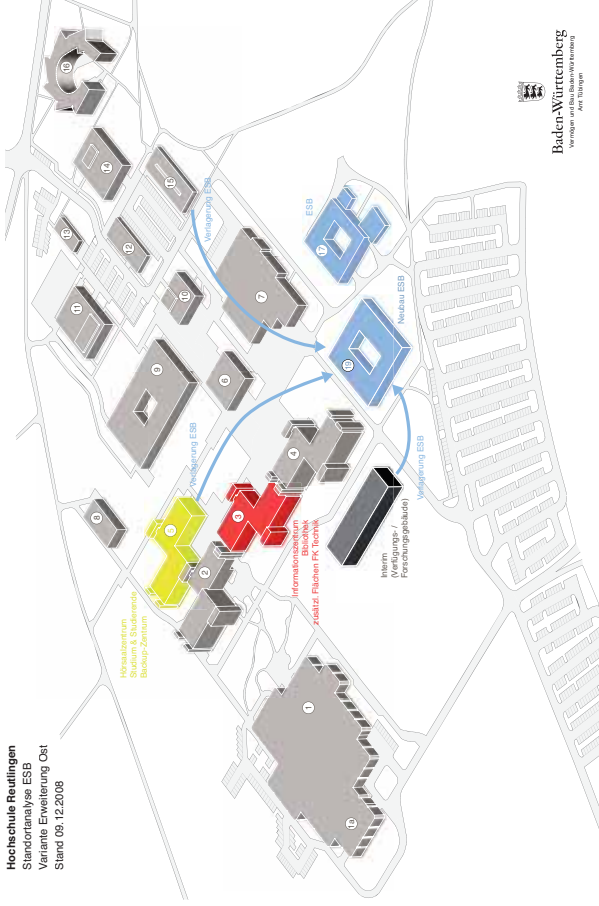 Hochschule Reutlingen
Standortanalyse ESB
Variante Erweiterung Ost
Stand 09.12.2008
Baden-Württemberg
Vermögen und Bau Baden-Württemberg
Amt Tübingen
Hörsaalzentrum
Studium & Studierende
Backup-Zentrum
Informationszentrum
Bibliothek
zusätzl. Flächen FK Technik
Interim
(Verfügungs- /
Forschungsgebäude)
Verlagerung ESB
Verlagerung ESB
Verlagerung ESB
Neubau ESB
ESB
1
1a
2
3
4
5
6
7
8
9
10
11
12
13
14
15
16
17
19